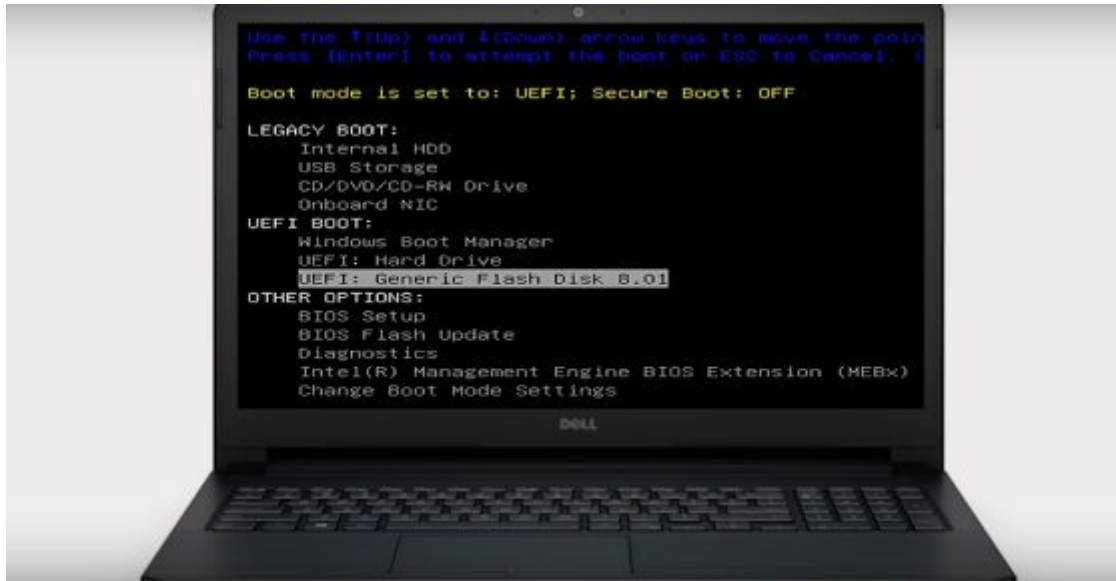 Use the ↑(Up) and ↓(Down) arrow keys to move the poin
Press [Enter] to attempt the boot or ESC to Cancel. (
Boot mode is set to: UEFI; Secure Boot: OFF
LEGACY BOOT:
Internal HDD
USB Storage
CD/DVD/CD-RW Drive
Onboard NIC
UEFI BOOT:
Windows Boot Manager
UEFI: Hard Drive
UEFI: Generic Flash Disk 8.01
OTHER OPTIONS:
BIOS Setup
BIOS Flash Update
Diagnostics
Intel(R) Management Engine BIOS Extension (MEBx)
Change Boot Mode Settings
DELL